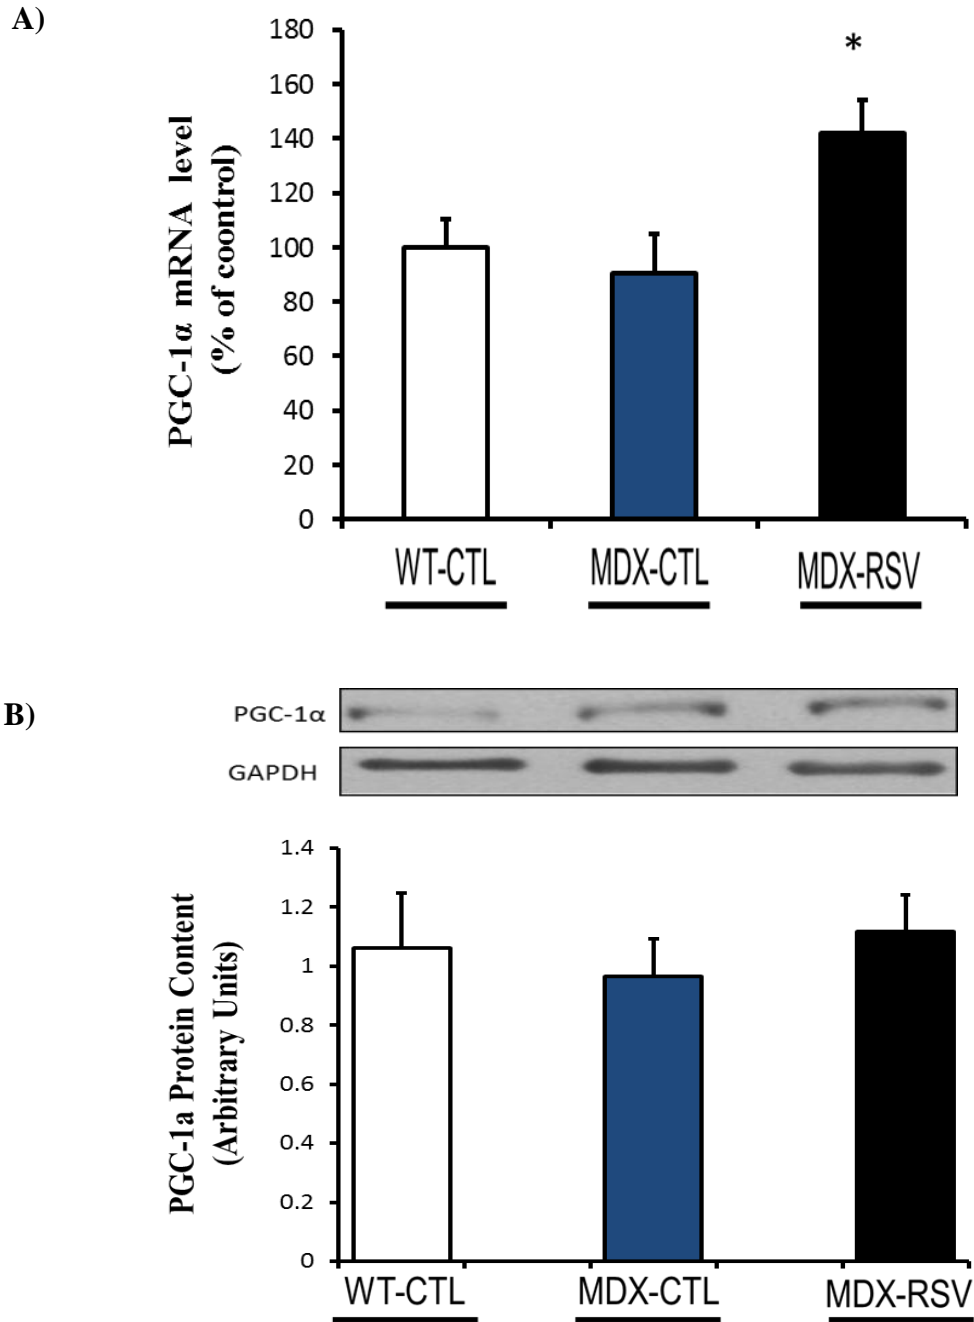 A)
PGC-1α mRNA level
(% of coontrol)
180
160
140
120
100
80
60
40
20
0
*
WT-CTL
MDX-CTL
MDX-RSV
B)
PGC-1α
GAPDH
PGC-1a Protein Content
(Arbitrary Units)
1.4
1.2
1
0.8
0.6
0.4
0.2
0
WT-CTL
MDX-CTL
MDX-RSV